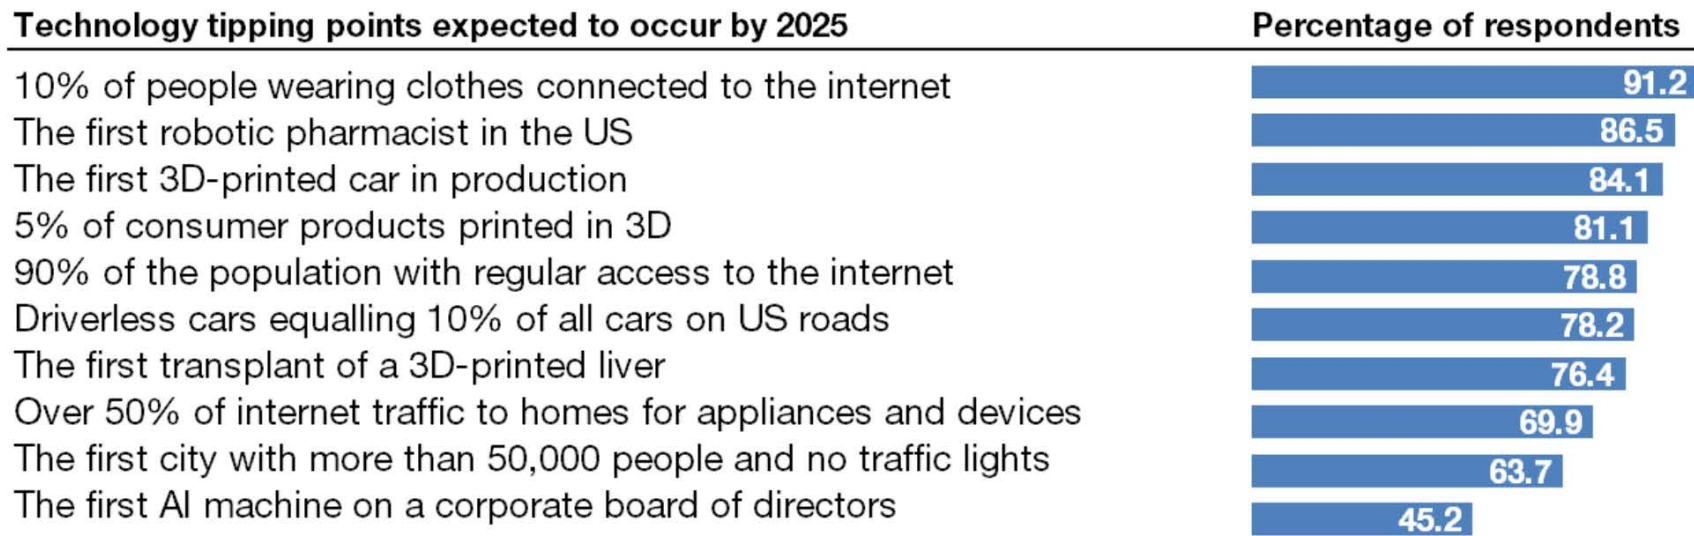 Technology tipping points expected to occur by 2025 Percentage of respondents
10% of people wearing clothes connected to the internet 91.2
The first robotic pharmacist in the US 86.5
The first 3D-printed car in production 84.1
5% of consumer products printed in 3D 81.1
90% of the population with regular access to the internet 78.8
Driverless cars equalling 10% of all cars on US roads 78.2
The first transplant of a 3D-printed liver 76.4
Over 50% of internet traffic to homes for appliances and devices 69.9
The first city with more than 50,000 people and no traffic lights 63.7
The first AI machine on a corporate board of directors 45.2